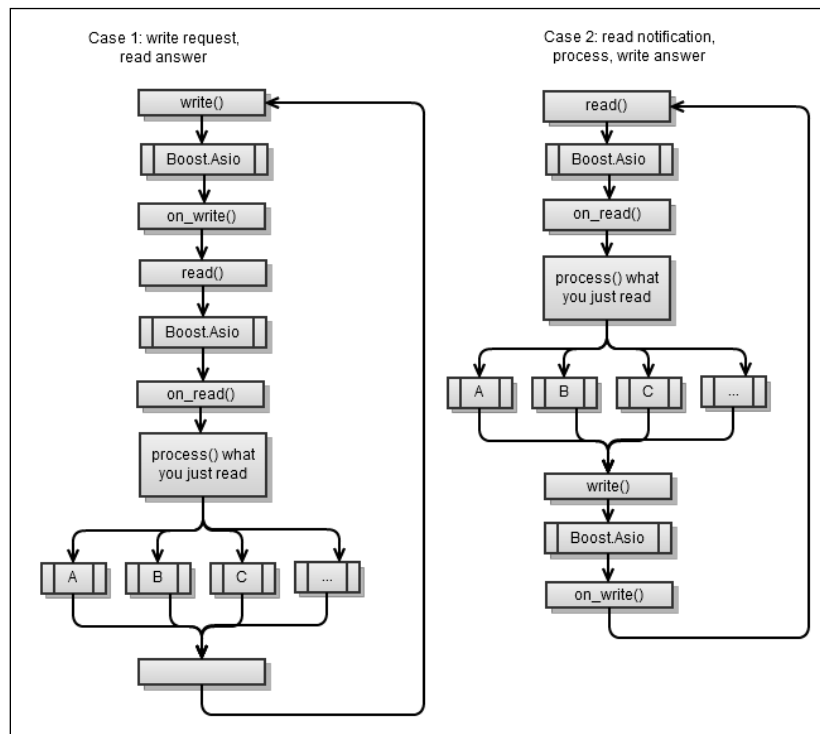 Case 1: write request,
read answer
write()
Boost.Asio
on_write()
read()
Boost.Asio
on_read()
process() what
you just read
A B C ...
Case 2: read notification,
process, write answer
read()
Boost.Asio
on_read()
process() what
you just read
A B C ...
write()
Boost.Asio
on_write()